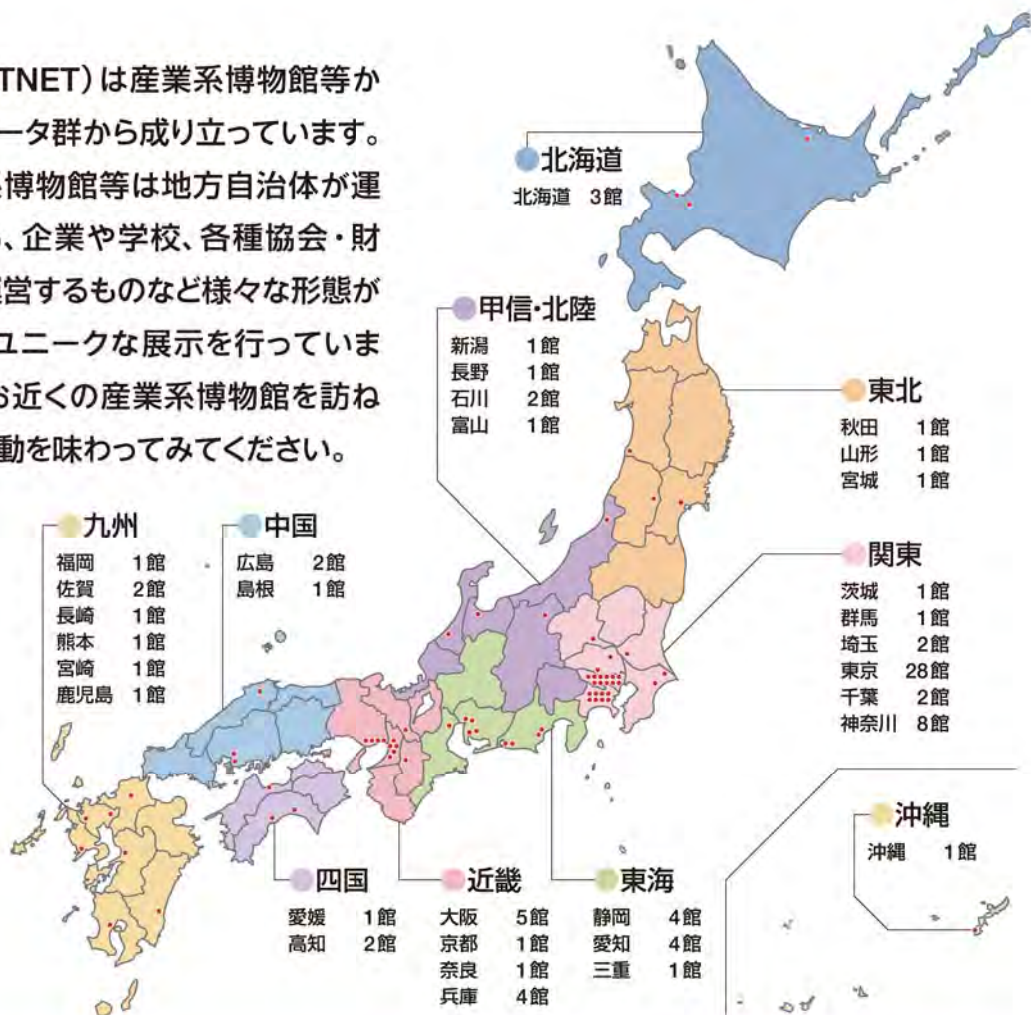 TNET）は産業系博物館等か
ータ群から成り立っています。
博物館等は地方自治体が運
、企業や学校、各種協会・財
営するものなど様々な形態が
ユニークな展示を行っていま
お近くの産業系博物館を訪ね
動を味わってみてください。
北海道
北海道 3館
甲信・北陸
新潟 1館
長野 1館
石川 2館
富山 1館
東北
秋田 1館
山形 1館
宮城 1館
九州
福岡 1館
佐賀 2館
長崎 1館
熊本 1館
宮崎 1館
鹿児島 1館
中国
広島 2館
島根 1館
関東
茨城 1館
群馬 1館
埼玉 2館
東京 28館
千葉 2館
神奈川 8館
沖縄
沖縄 1館
四国
愛媛 1館
高知 2館
近畿
大阪 5館
京都 1館
奈良 1館
兵庫 4館
東海
静岡 4館
愛知 4館
三重 1館